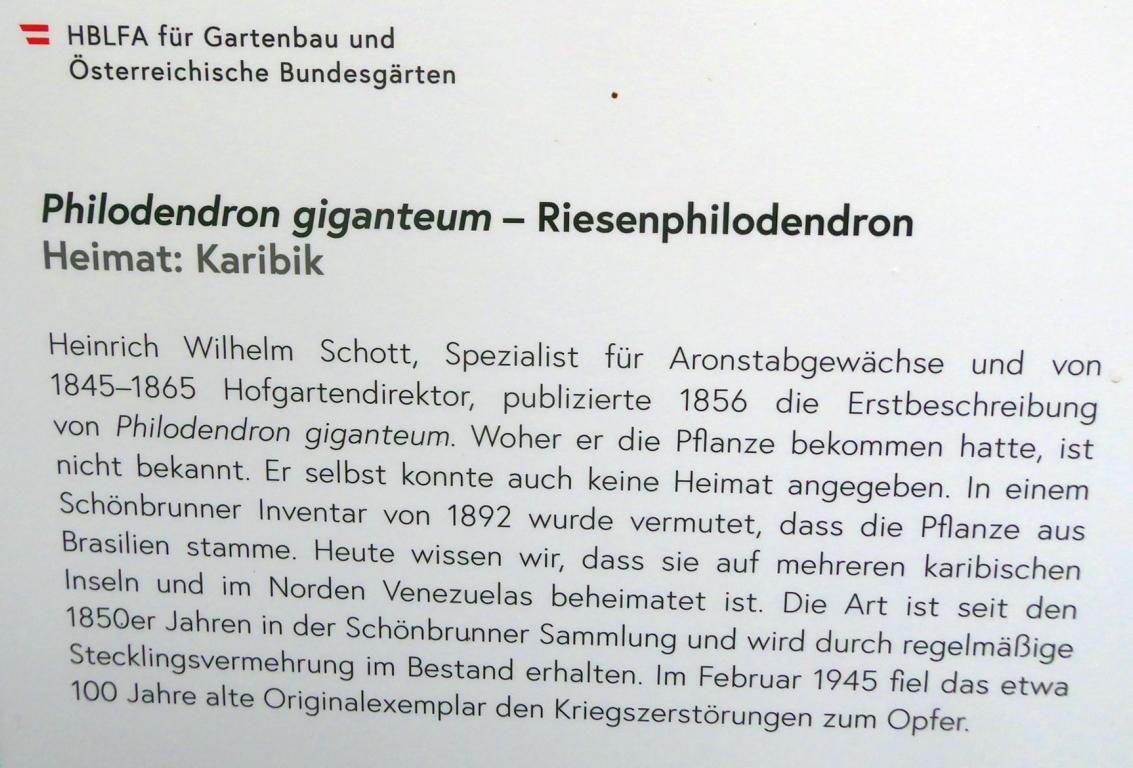 HBLFA für Gartenbau und
Österreichische Bundesgärten
Philodendron giganteum – Riesenphilodendron
Heimat: Karibik
Heinrich Wilhelm Schott, Spezialist für Aronstabgewächse und von
1845–1865 Hofgartendirektor, publizierte 1856 die Erstbeschreibung
von Philodendron giganteum. Woher er die Pflanze bekommen hatte, ist
nicht bekannt. Er selbst konnte auch keine Heimat angegeben. In einem
Schönbrunner Inventar von 1892 wurde vermutet, dass die Pflanze aus
Brasilien stamme. Heute wissen wir, dass sie auf mehreren karibischen
Inseln und im Norden Venezuelas beheimatet ist. Die Art ist seit den
1850er Jahren in der Schönbrunner Sammlung und wird durch regelmäßige
Stecklingsvermehrung im Bestand erhalten. Im Februar 1945 fiel das etwa
100 Jahre alte Originalexemplar den Kriegszerstörungen zum Opfer.